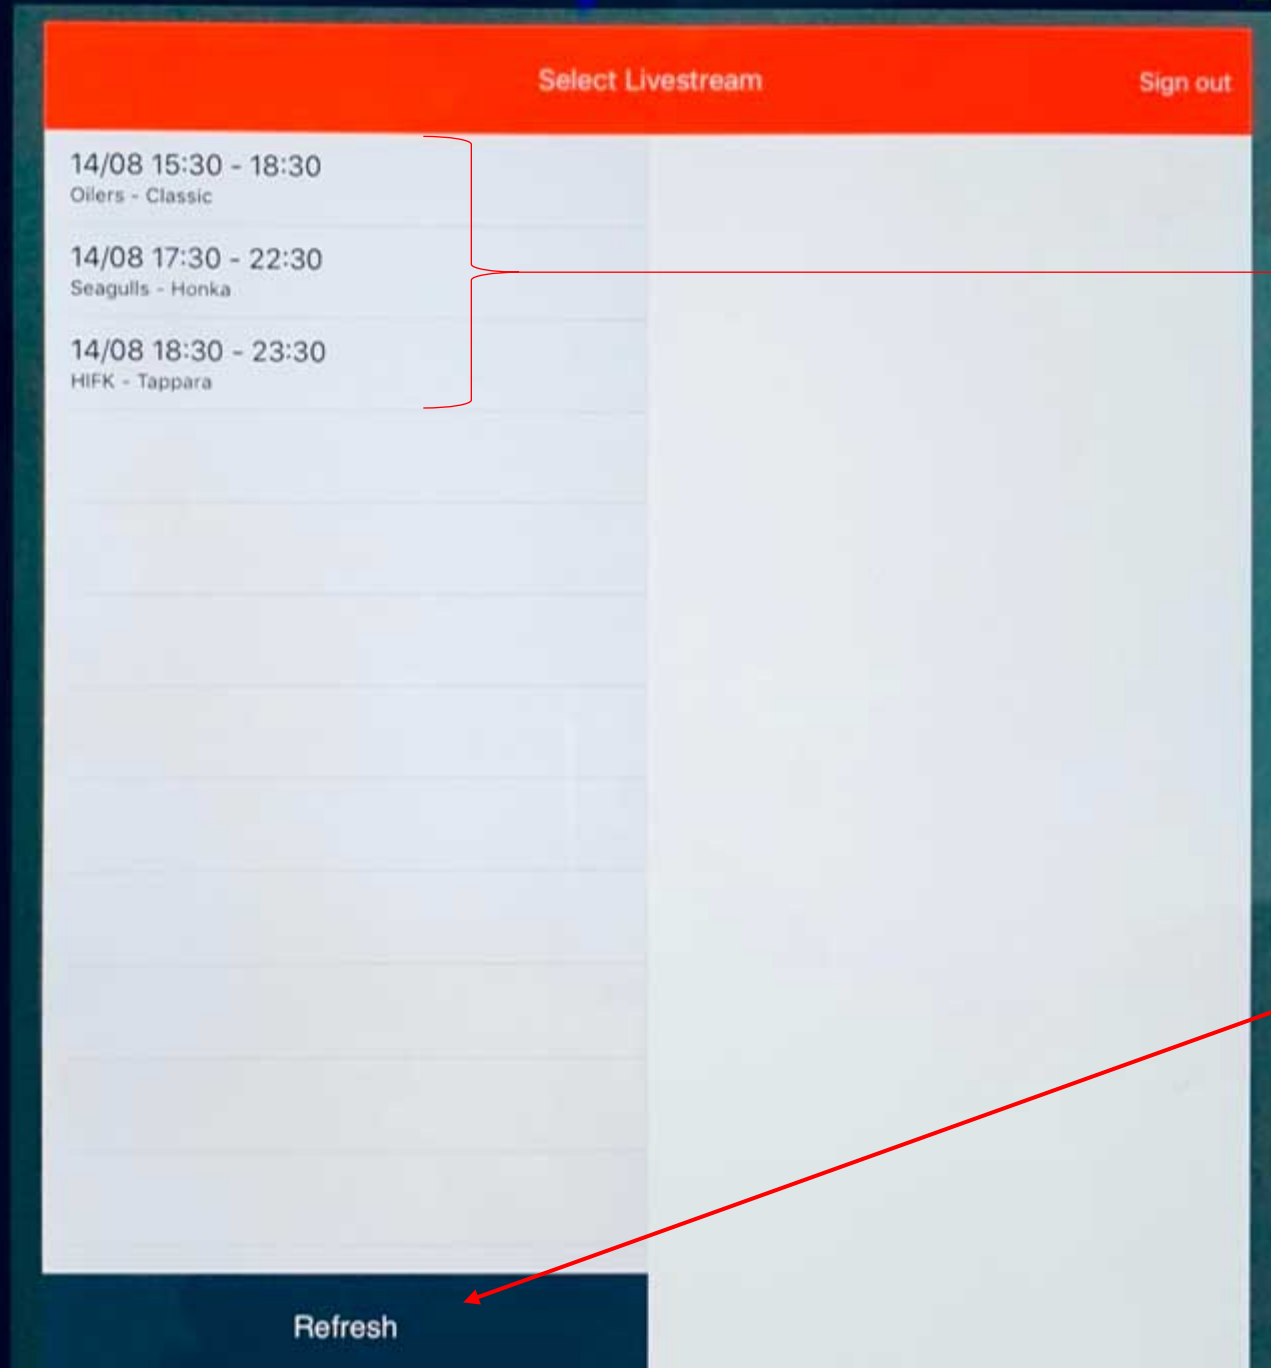 Select Livestream
Sign out
14/08 15:30 - 18:30
Oilers - Classic
14/08 17:30 - 22:30
Seagulls - Honka
14/08 18:30 - 23:30
HIFK - Tappara
Refresh